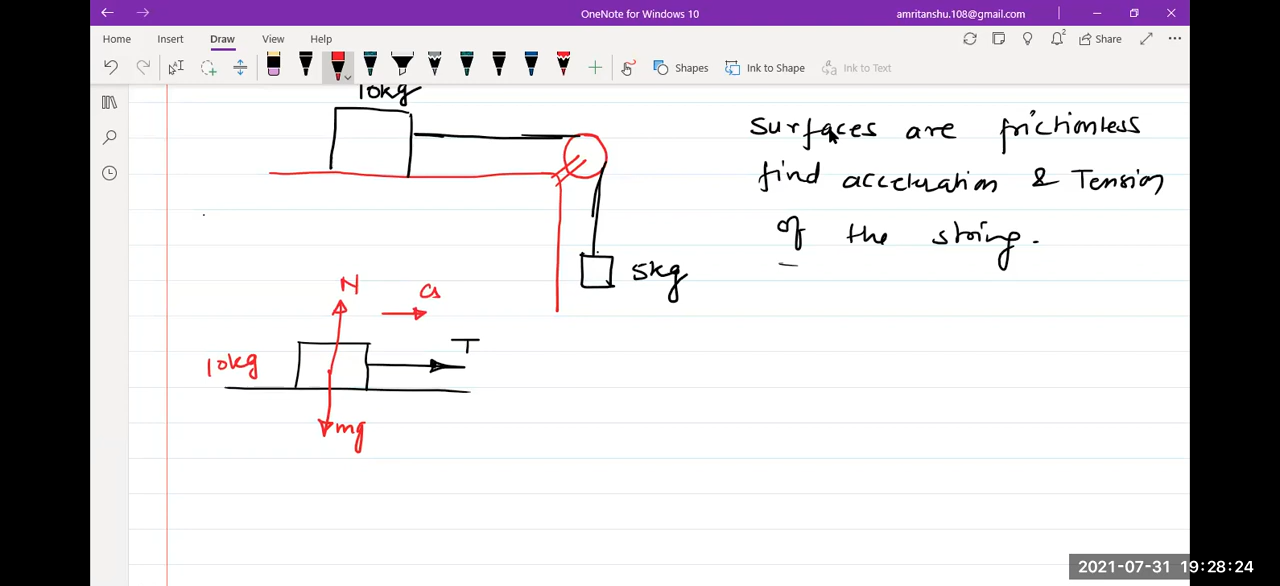 OneNote for Windows 10
amritanshu.108@gmail.com
Home Insert Draw View Help
Share
Shapes
Ink to Shape
Ink to Text
10kg
Surfaces are frictionless
find acceleration & Tension
of the string.
5kg
N
a
10kg
T
mg
2021-07-31 19:28:24